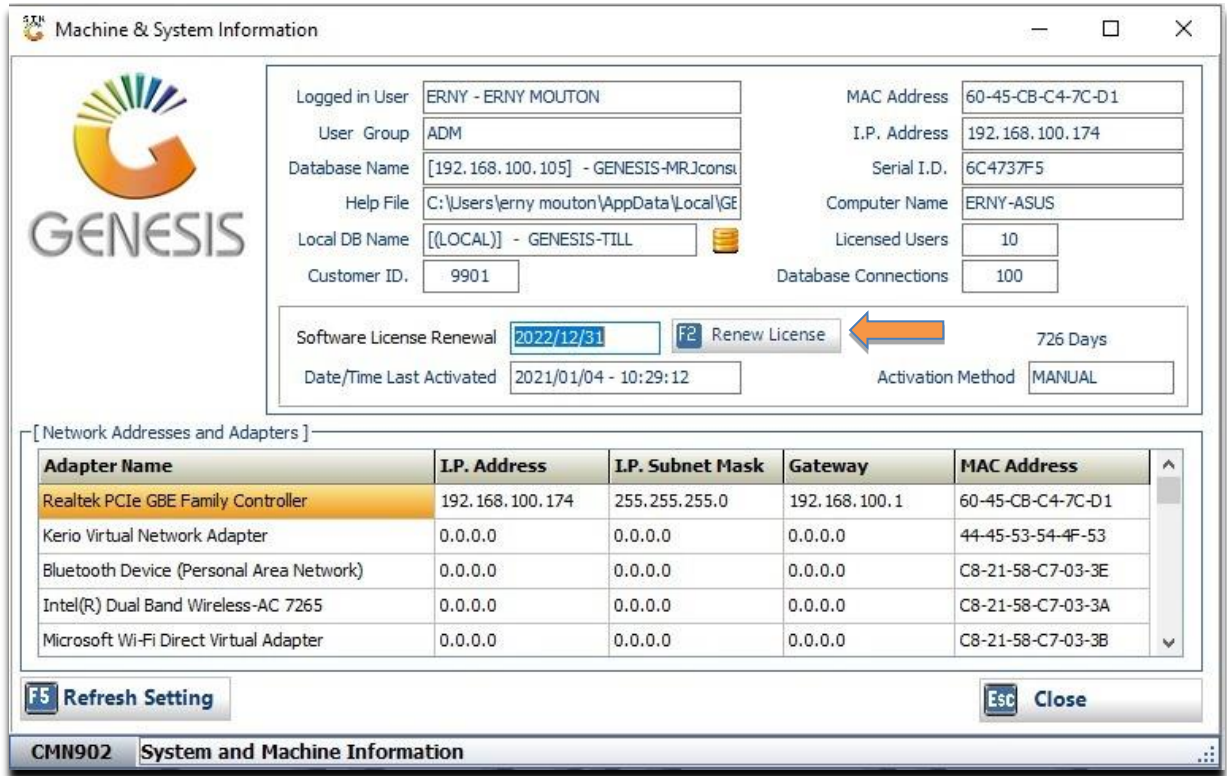 Machine & System Information
GENESIS
Logged in User ERNY - ERNY MOUTON
User Group ADM
Database Name [192.168.100.105] - GENESIS-MRJconsu
Help File C:\Users\erny mouton\AppData\Local\GE
Local DB Name [(LOCAL)] - GENESIS-TILL
Customer ID. 9901
MAC Address 60-45-CB-C4-7C-D1
I.P. Address 192.168.100.174
Serial I.D. 6C4737F5
Computer Name ERNY-ASUS
Licensed Users 10
Database Connections 100
Software License Renewal 2022/12/31 F2 Renew License 726 Days
Date/Time Last Activated 2021/01/04 - 10:29:12 Activation Method MANUAL
[ Network Addresses and Adapters ]
Adapter Name I.P. Address I.P. Subnet Mask Gateway MAC Address
Realtek PCIe GBE Family Controller 192.168.100.174 255.255.255.0 192.168.100.1 60-45-CB-C4-7C-D1
Kerio Virtual Network Adapter 0.0.0.0 0.0.0.0 0.0.0.0 44-45-53-54-4F-53
Bluetooth Device (Personal Area Network) 0.0.0.0 0.0.0.0 0.0.0.0 C8-21-58-C7-03-3E
Intel(R) Dual Band Wireless-AC 7265 0.0.0.0 0.0.0.0 0.0.0.0 C8-21-58-C7-03-3A
Microsoft Wi-Fi Direct Virtual Adapter 0.0.0.0 0.0.0.0 0.0.0.0 C8-21-58-C7-03-3B
F5 Refresh Setting Esc Close
CMN902 System and Machine Information